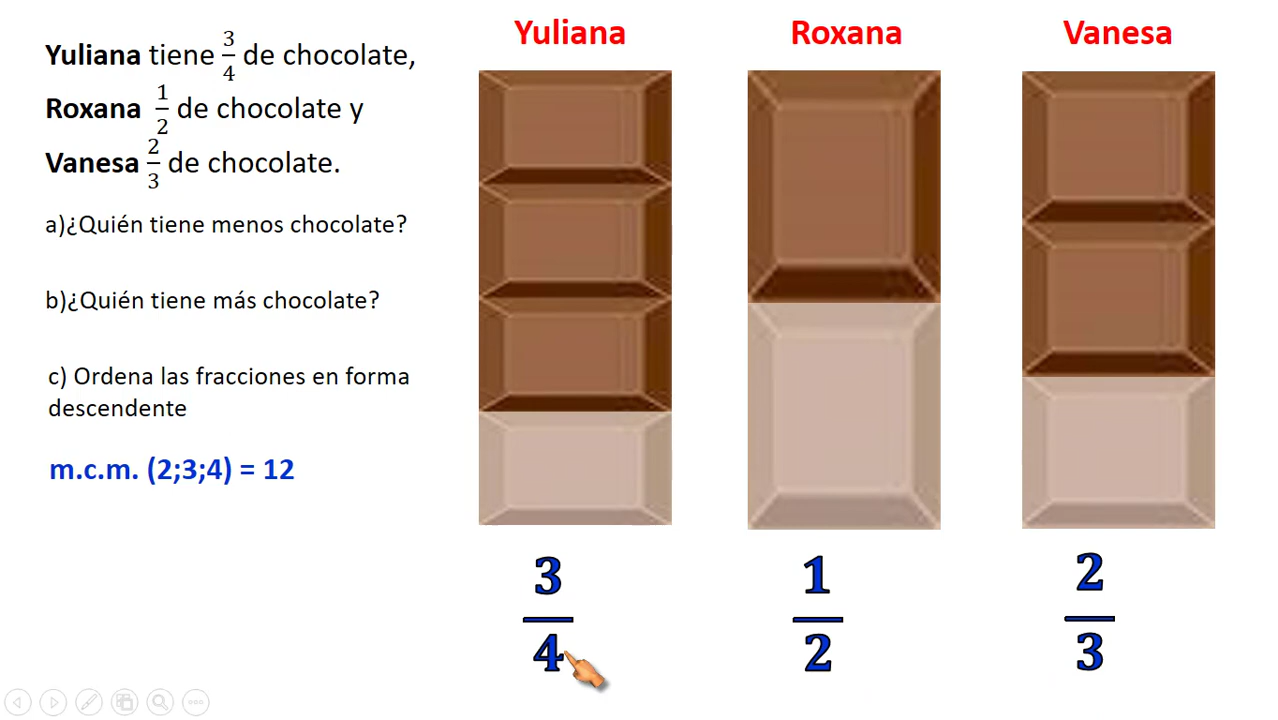 Yuliana tiene 3/4 de chocolate,
Roxana 1/2 de chocolate y
Vanesa 2/3 de chocolate.
a)¿Quién tiene menos chocolate?
b)¿Quién tiene más chocolate?
c) Ordena las fracciones en forma
descendente
m.c.m. (2;3;4) = 12
Yuliana
Roxana
Vanesa
3/4
1/2
2/3